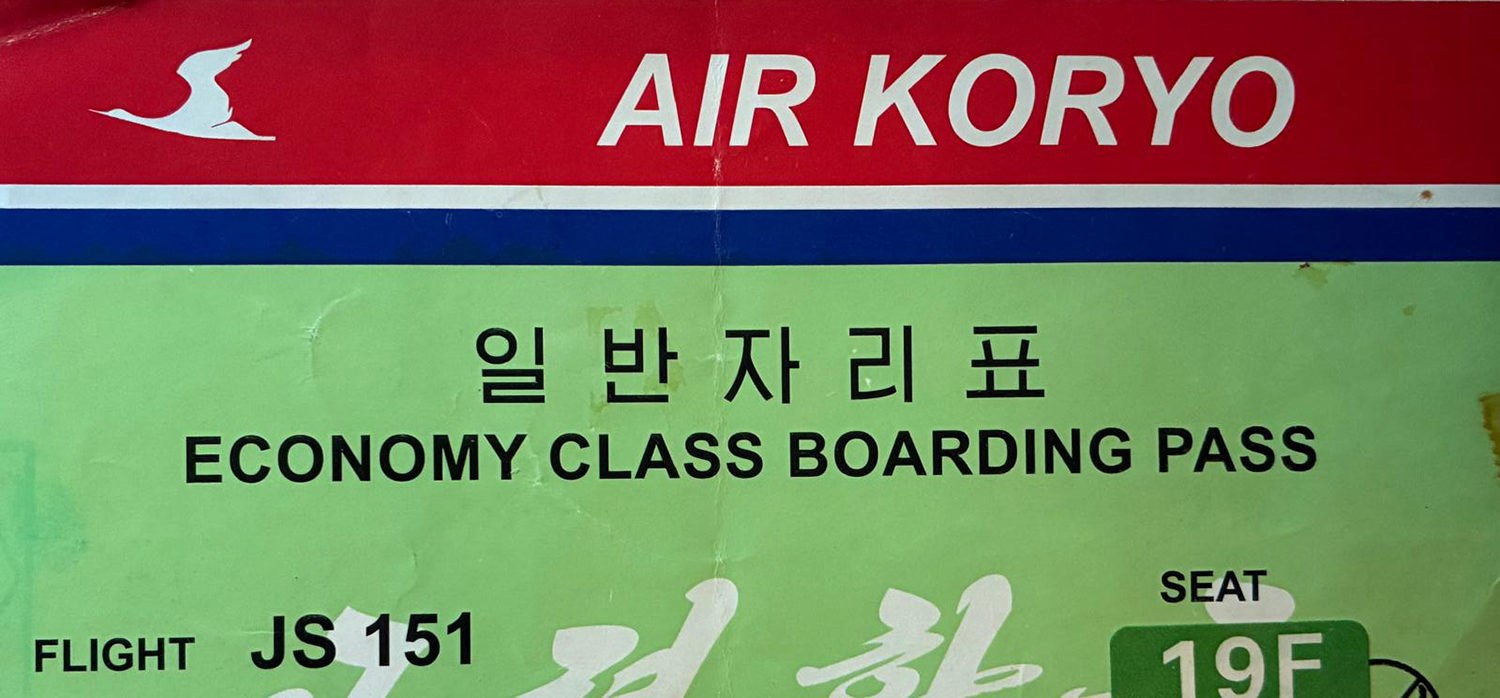 AIR KORYO
일반자리표
ECONOMY CLASS BOARDING PASS
SEAT
FLIGHT JS 151
19F